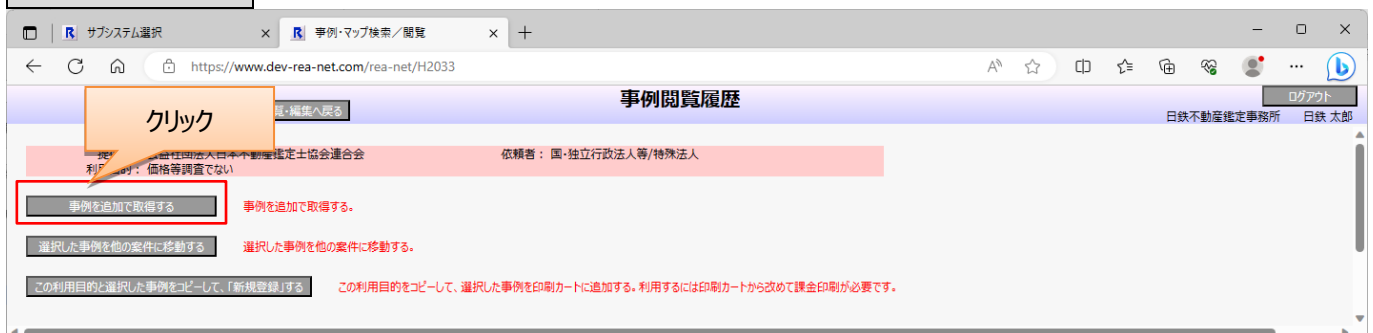 サブシステム選択
事例・マップ検索／閲覧
https://www.dev-rea-net.com/rea-net/H2033
事例閲覧履歴
ログアウト
・編集へ戻る
日鉄不動産鑑定事務所 日鉄 太郎
クリック
公益社団法人日本不動産鑑定士協会連合会 依頼者： 国・独立行政法人等/特殊法人
利用目的： 価格等調査でない
事例を追加で取得する 事例を追加で取得する。
選択した事例を他の案件に移動する 選択した事例を他の案件に移動する。
この利用目的と選択した事例をコピーして、「新規登録」する この利用目的をコピーして、選択した事例を印刷カートに追加する。利用するには印刷カートから改めて課金印刷が必要です。